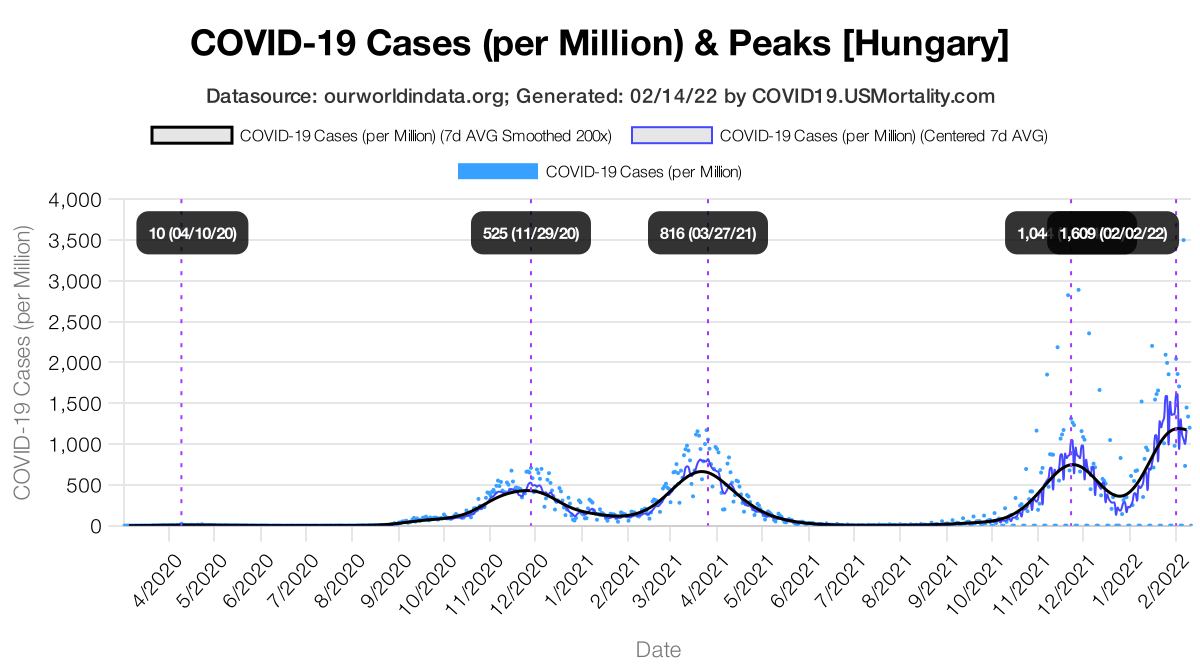 COVID-19 Cases (per Million) & Peaks [Hungary]
Datasource: ourworldindata.org; Generated: 02/14/22 by COVID19.USMortality.com
COVID-19 Cases (per Million) (7d AVG Smoothed 200x) COVID-19 Cases (per Million) (Centered 7d AVG)
COVID-19 Cases (per Million)
COVID-19 Cases (per Million)
4,000
3,500
3,000
2,500
2,000
1,500
1,000
500
0
10 (04/10/20) 525 (11/29/20) 816 (03/27/21) 1,609 (02/02/22)
4/2020 5/2020 6/2020 7/2020 8/2020 9/2020 10/2020 11/2020 12/2020 1/2021 2/2021 3/2021 4/2021 5/2021 6/2021 7/2021 8/2021 9/2021 10/2021 11/2021 12/2021 1/2022 2/2022
Date